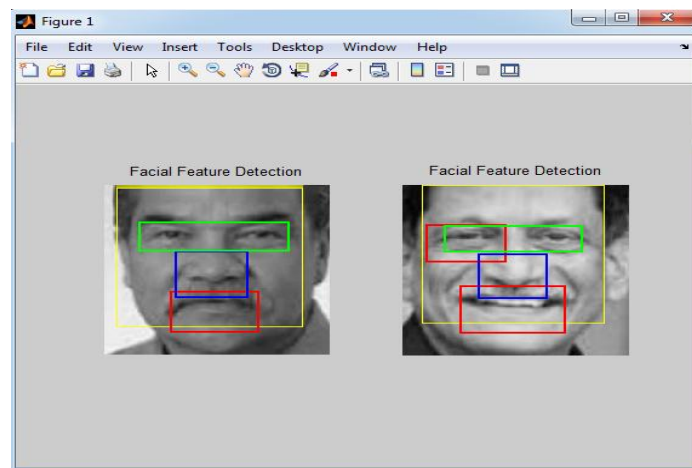 Figure 1
File Edit View Insert Tools Desktop Window Help
Facial Feature Detection
Facial Feature Detection